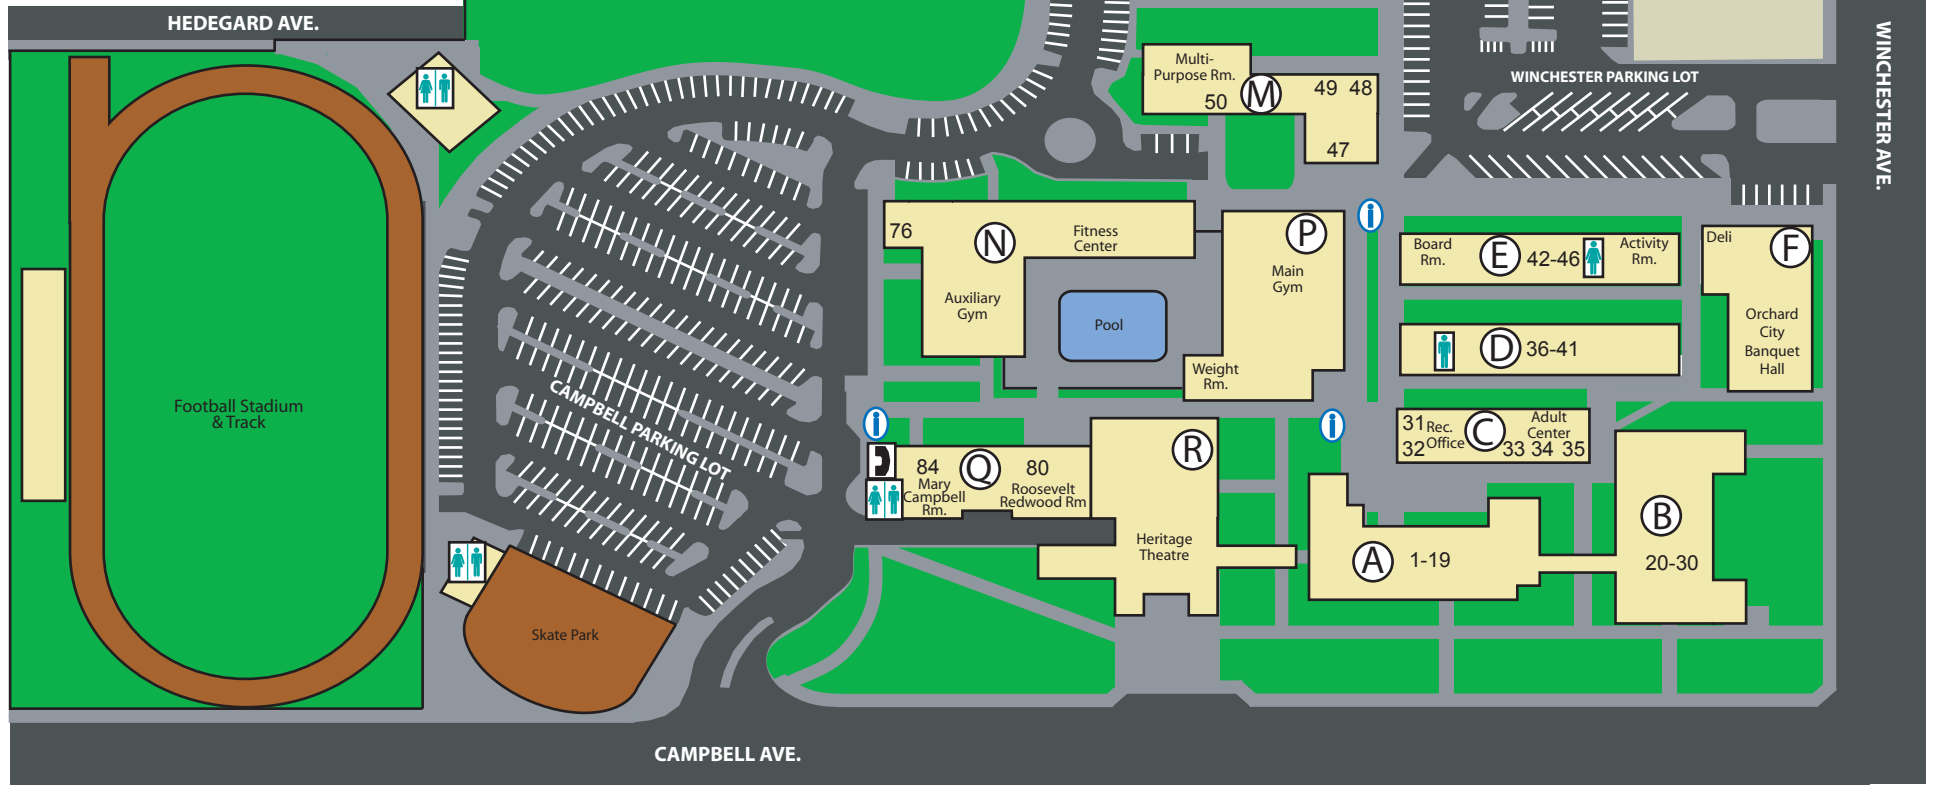 HEDEGARD AVE.
WINCHESTER AVE.
Multi-
Purpose Rm.
50
M
49 48
47
WINCHESTER PARKING LOT
76
N
Fitness
Center
Auxiliary
Gym
Pool
P
Main
Gym
Weight
Rm.
i
Board
Rm.
E
42-46
Activity
Rm.
Deli
F
Orchard
City
Banquet
Hall
D
36-41
31 Rec.
32 Office
C
Adult
Center
33 34 35
Football Stadium
& Track
CAMPBELL PARKING LOT
i
i
84
Mary
Campbell
Rm.
Q
80
Roosevelt
Redwood Rm
R
Heritage
Theatre
A
1-19
B
20-30
Skate Park
CAMPBELL AVE.